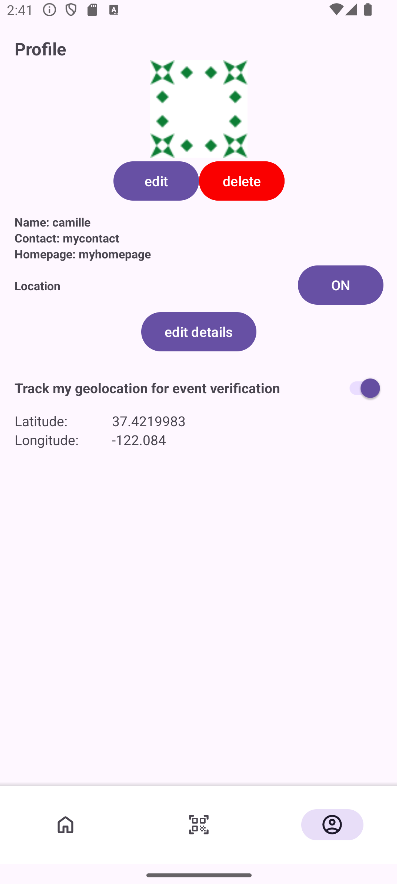 2:41
Profile
edit
delete
Name: camille
Contact: mycontact
Homepage: myhomepage
Location
ON
edit details
Track my geolocation for event verification
Latitude: 37.4219983
Longitude: -122.084